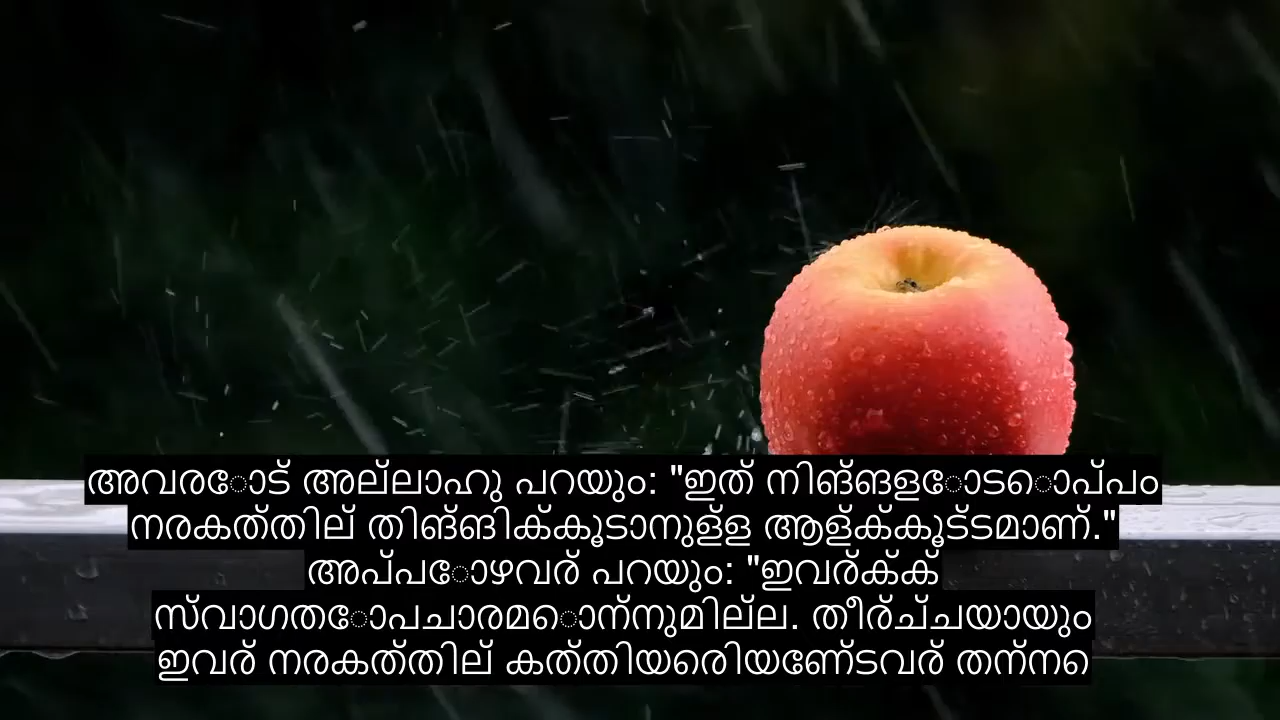 അവരോട് അല്ലാഹു പറയും: "ഇത് നിങ്ങളോടൊപ്പം
നരകത്തില് തിങ്ങിക്കൂടാനുള്ള ആള്ക്കൂട്ടമാണ്."
അപ്പോഴവര് പറയും: "ഇവര്ക്ക്
സ്വാഗതോപചാരമൊന്നുമില്ല. തീര്ച്ചയായും
ഇവര് നരകത്തില് കത്തിയെരിയേണ്ടവര് തന്നെ